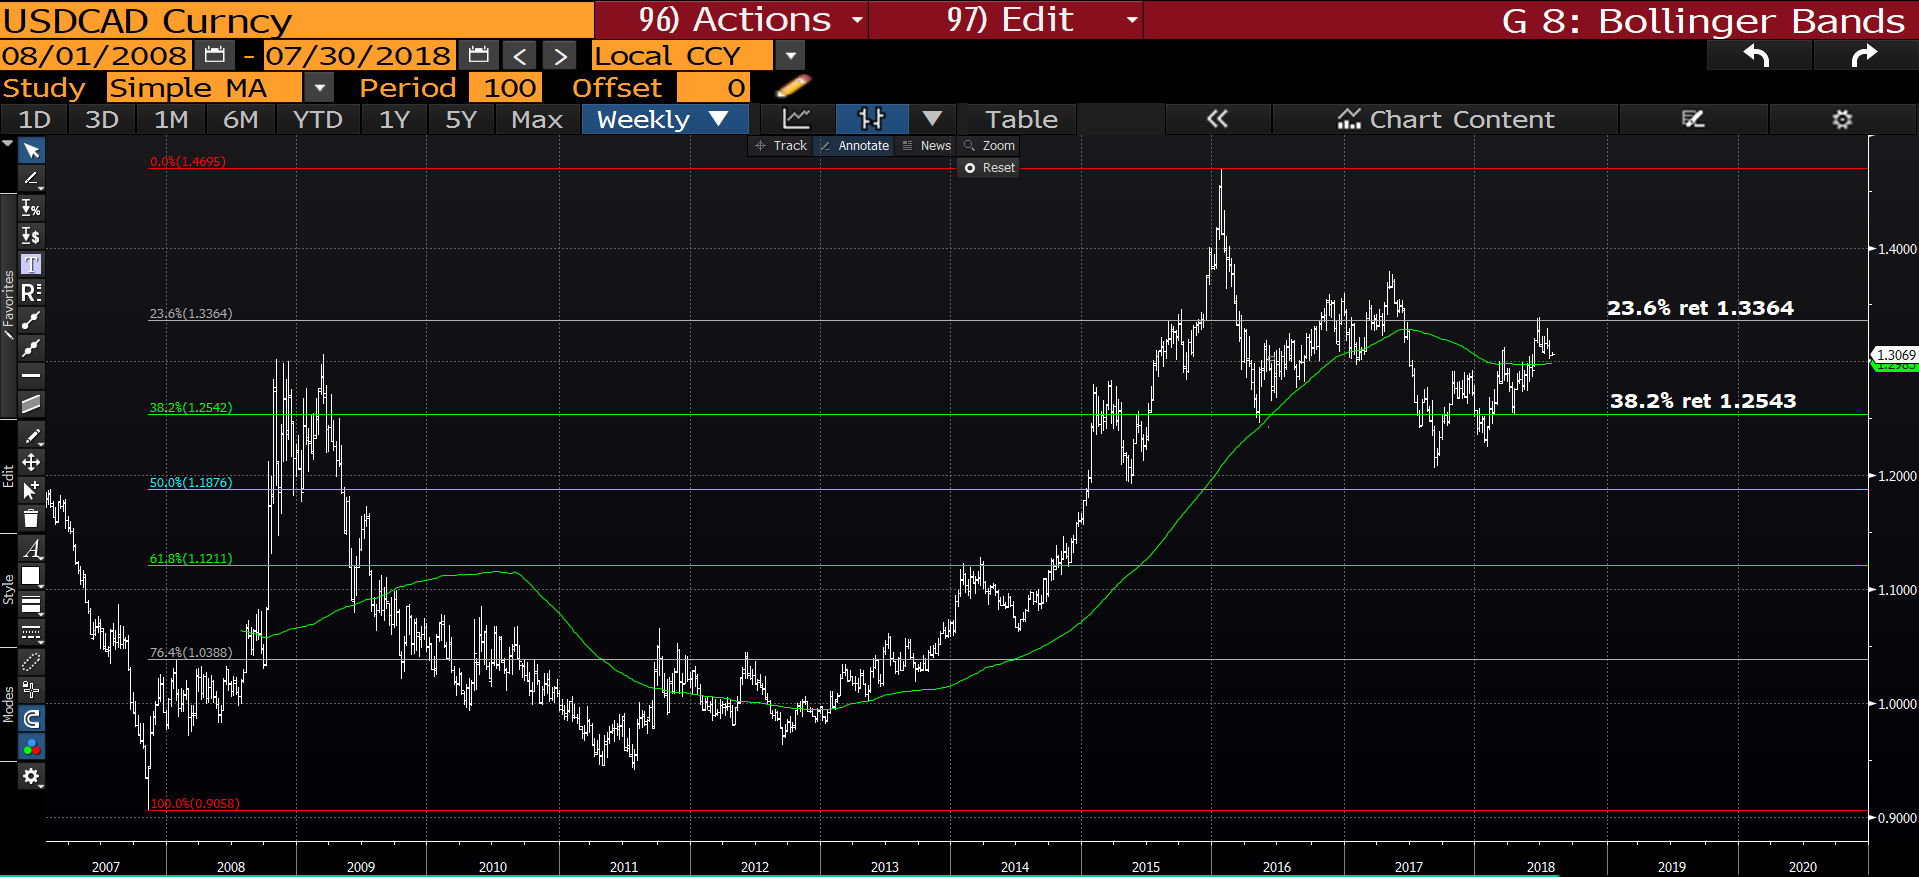 USDCAD Curncy 96) Actions 97) Edit G 8: Bollinger Bands
08/01/2008 - 07/30/2018 < > Local CCY
Study Simple MA Period 100 Offset 0
1D 3D 1M 6M YTD 1Y 5Y Max Weekly Table Chart Content
Track Annotate News Zoom
Reset
0.0%(1.4695)
1.4000
23.6% ret 1.3364
23.6%(1.3364)
1.3069
1.2985
38.2% ret 1.2543
38.2%(1.2542)
50.0%(1.1876)
1.2000
61.8%(1.1211)
1.1000
76.4%(1.0388)
1.0000
100.0%(0.9058)
0.9000
Favorites
Edit
Style
Modes
2007 2008 2009 2010 2011 2012 2013 2014 2015 2016 2017 2018 2019 2020